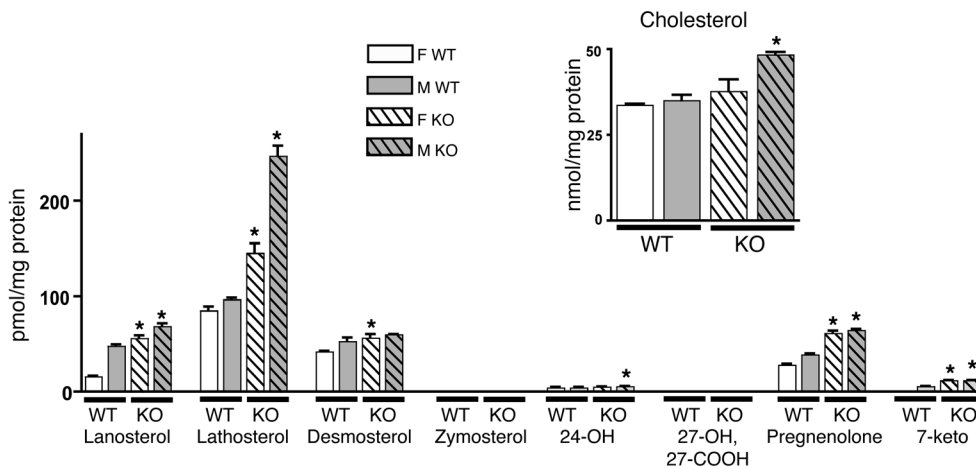 Cholesterol
F WT
M WT
F KO
M KO
nmol/mg protein
50
25
0
*
WT KO
pmol/mg protein
200
100
0
* * * * * * * * * *
WT KO WT KO WT KO WT KO WT KO WT KO WT KO WT KO
Lanosterol Lathosterol Desmosterol Zymosterol 24-OH 27-OH, Pregnenolone 7-keto
27-COOH